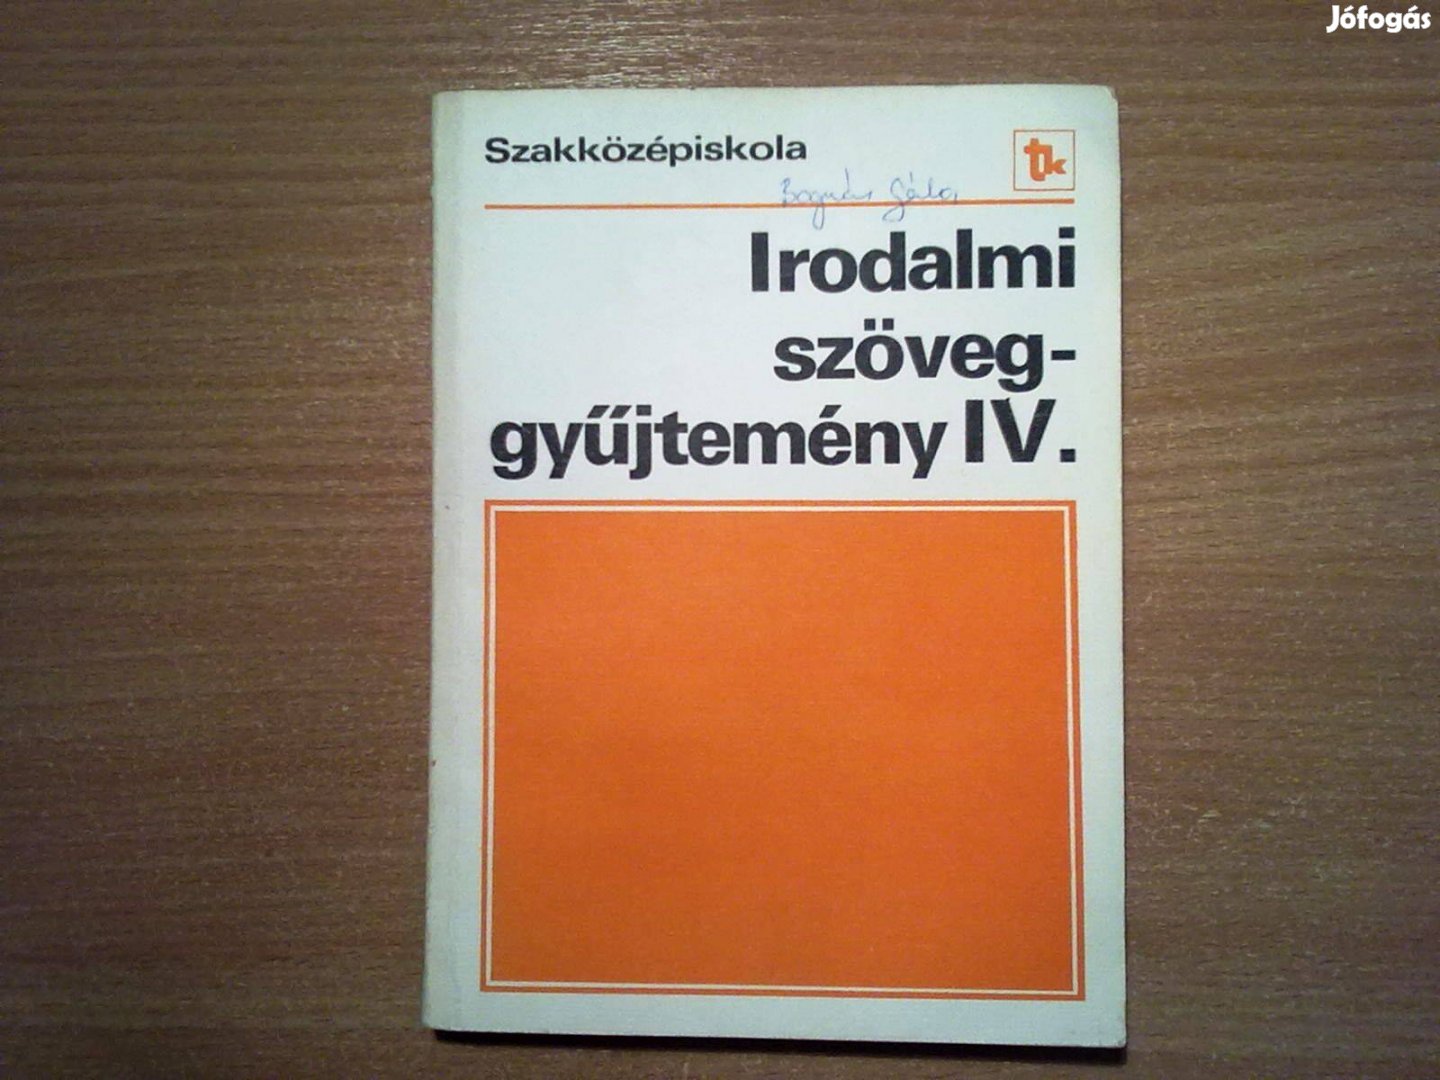 Jófogás
Szakközépiskola
tk
Irodalmi
szöveg-
gyűjtemény IV.